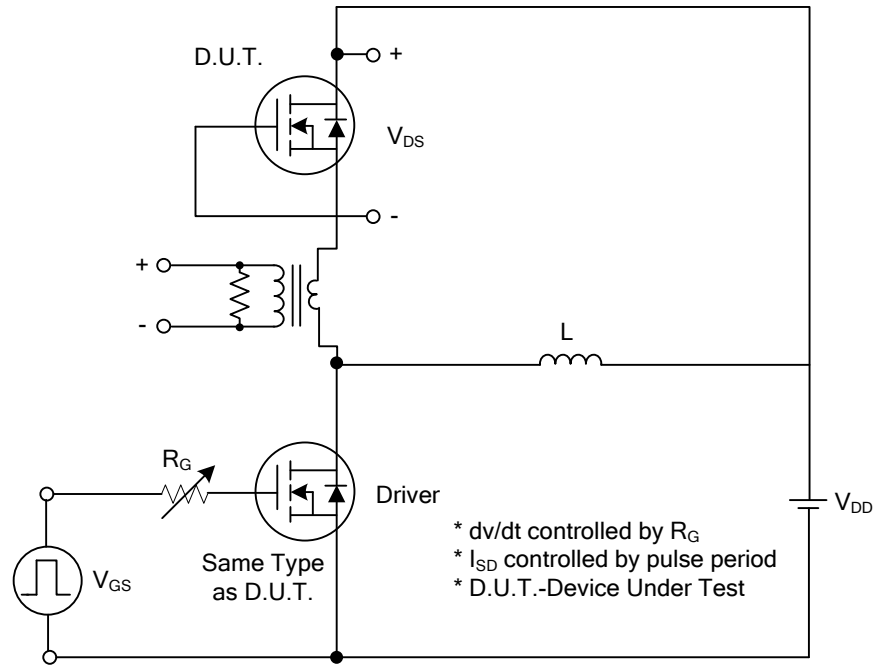 D.U.T.
+
V_DS
-
+
-
L
R_G
Driver
V_DD
V_GS
Same Type
as D.U.T.
* dv/dt controlled by R_G
* I_SD controlled by pulse period
* D.U.T.-Device Under Test